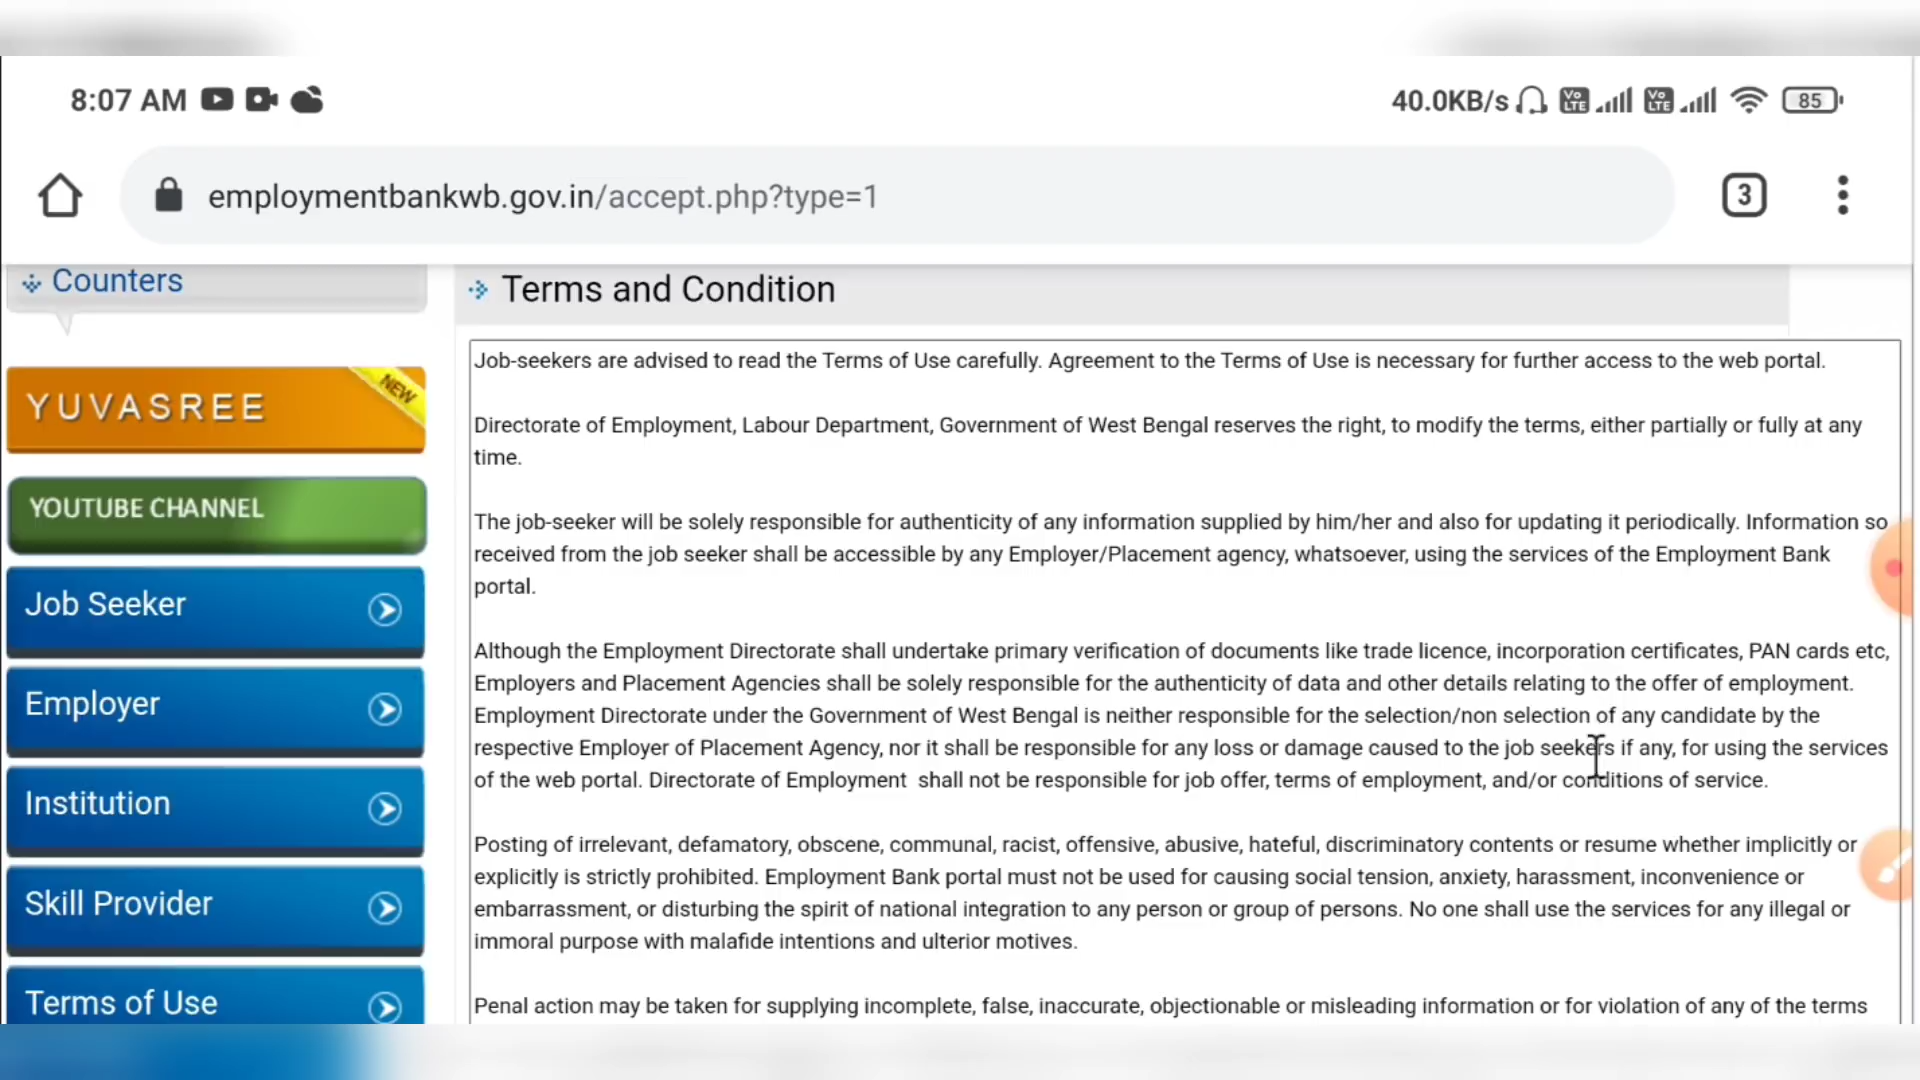 8:07 AM
40.0KB/s Vo LTE Vo LTE 85
employmentbankwb.gov.in/accept.php?type=1
3
Counters
YUVASREE
NEW
YOUTUBE CHANNEL
Job Seeker
Employer
Institution
Skill Provider
Terms of Use
Terms and Condition
Job-seekers are advised to read the Terms of Use carefully. Agreement to the Terms of Use is necessary for further access to the web portal.
Directorate of Employment, Labour Department, Government of West Bengal reserves the right, to modify the terms, either partially or fully at any
time.
The job-seeker will be solely responsible for authenticity of any information supplied by him/her and also for updating it periodically. Information so
received from the job seeker shall be accessible by any Employer/Placement agency, whatsoever, using the services of the Employment Bank
portal.
Although the Employment Directorate shall undertake primary verification of documents like trade licence, incorporation certificates, PAN cards etc,
Employers and Placement Agencies shall be solely responsible for the authenticity of data and other details relating to the offer of employment.
Employment Directorate under the Government of West Bengal is neither responsible for the selection/non selection of any candidate by the
respective Employer of Placement Agency, nor it shall be responsible for any loss or damage caused to the job seekers if any, for using the services
of the web portal. Directorate of Employment  shall not be responsible for job offer, terms of employment, and/or conditions of service.
Posting of irrelevant, defamatory, obscene, communal, racist, offensive, abusive, hateful, discriminatory contents or resume whether implicitly or
explicitly is strictly prohibited. Employment Bank portal must not be used for causing social tension, anxiety, harassment, inconvenience or
embarrassment, or disturbing the spirit of national integration to any person or group of persons. No one shall use the services for any illegal or
immoral purpose with malafide intentions and ulterior motives.
Penal action may be taken for supplying incomplete, false, inaccurate, objectionable or misleading information or for violation of any of the terms